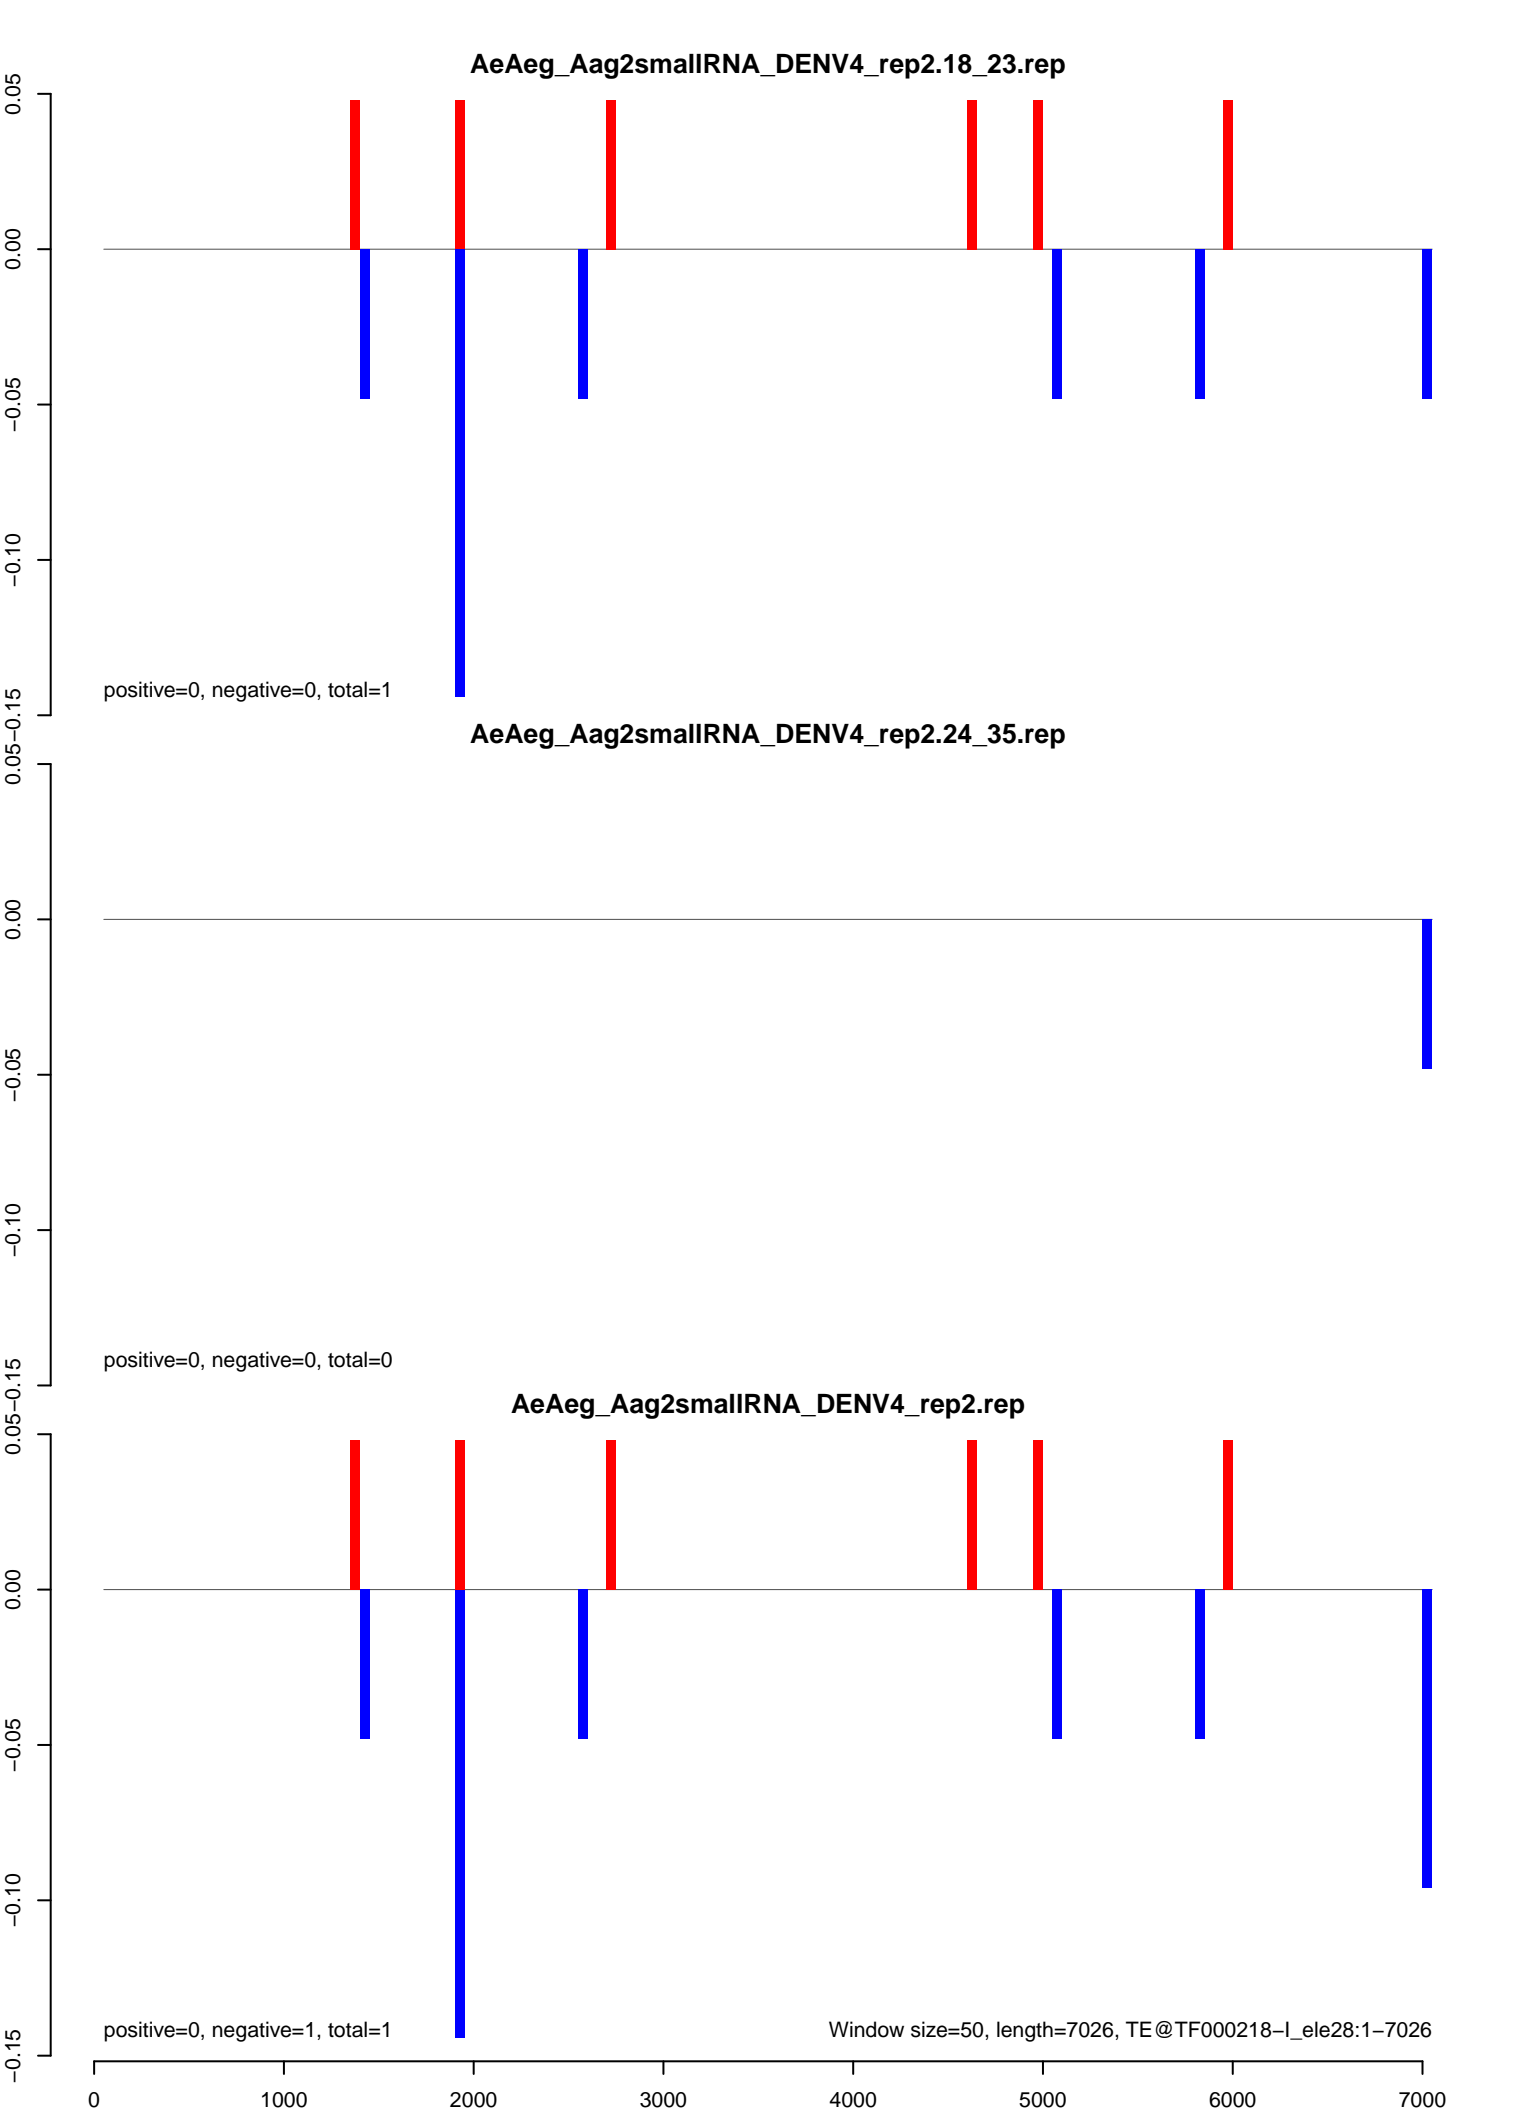 AeAeg_Aag2smallRNA_DENV4_rep2.18_23.rep
0.05
0.00
−0.05
−0.10
−0.15
positive=0, negative=0, total=1
AeAeg_Aag2smallRNA_DENV4_rep2.24_35.rep
0.05
0.00
−0.05
−0.10
−0.15
positive=0, negative=0, total=0
AeAeg_Aag2smallRNA_DENV4_rep2.rep
0.05
0.00
−0.05
−0.10
−0.15
positive=0, negative=1, total=1
Window size=50, length=7026, TE@TF000218−I_ele28:1−7026
0 1000 2000 3000 4000 5000 6000 7000